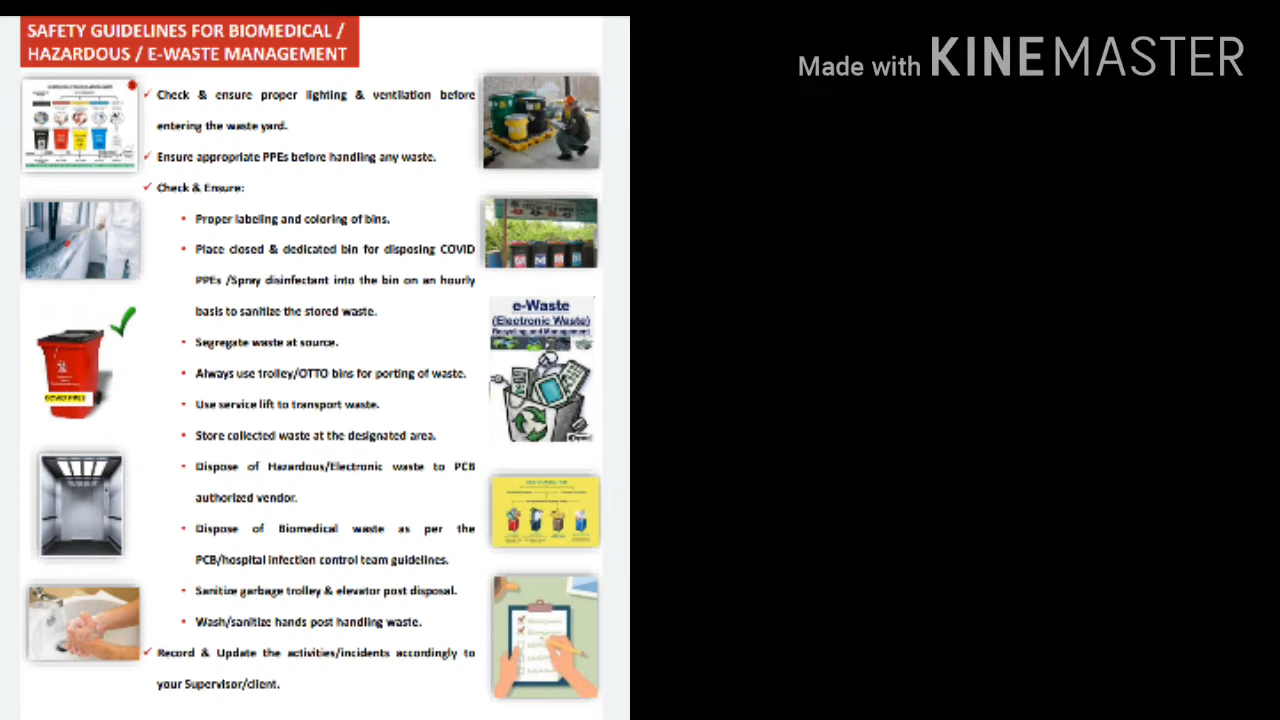 SAFETY GUIDELINES FOR BIOMEDICAL /
HAZARDOUS / E-WASTE MANAGEMENT
Made with KINEMASTER
Check & ensure proper lighting & ventilation before
entering the waste yard.
Ensure appropriate PPEs before handling any waste.
Check & Ensure:
Proper labeling and coloring of bins.
Place closed & dedicated bin for disposing COVID
PPEs /Spray disinfectant into the bin on an hourly
basis to sanitize the stored waste.
Segregate waste at source.
Always use trolley/OTTO bins for porting of waste.
Use service lift to transport waste.
Store collected waste at the designated area.
Dispose of Hazardous/Electronic waste to PCB
authorized vendor.
Dispose of Biomedical waste as per the
PCB/hospital infection control team guidelines.
Sanitize garbage trolley & elevator post disposal.
Wash/sanitize hands post handling waste.
Record & Update the activities/incidents accordingly to
your Supervisor/client.
COVID PPES
e-Waste
(Electronic Waste)
Recycling and Management